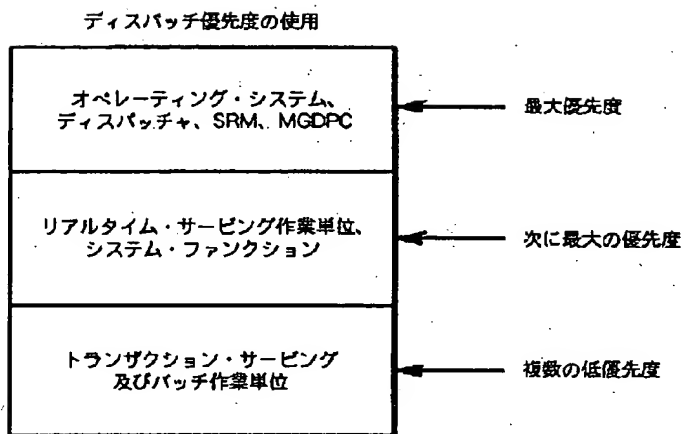 ディスパッチ優先度の使用
オペレーティング・システム、
ディスパッチャ、SRM、MGDPC
最大優先度
リアルタイム・サービング作業単位、
システム・ファンクション
次に最大の優先度
トランザクション・サービング
及びバッチ作業単位
複数の低優先度